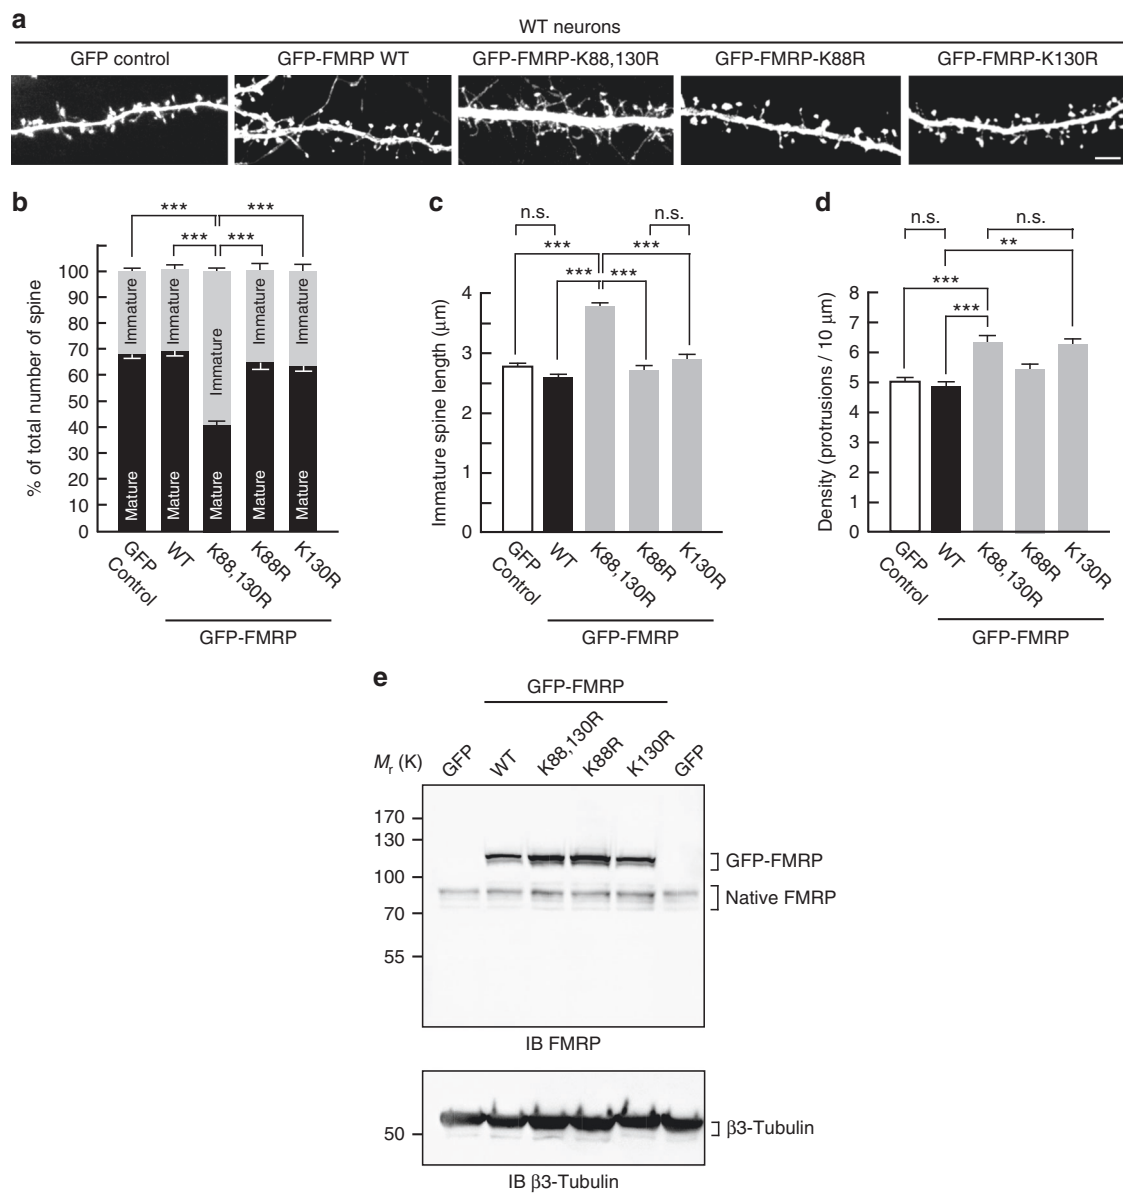 a
WT neurons
GFP control
GFP-FMRP WT
GFP-FMRP-K88,130R
GFP-FMRP-K88R
GFP-FMRP-K130R
b
***
***
***
***
% of total number of spine
100
90
80
70
60
50
40
30
20
10
0
Immature
Immature
Immature
Immature
Immature
Mature
Mature
Mature
Mature
Mature
GFP Control
WT
K88,130R
K88R
K130R
GFP-FMRP
c
n.s.
n.s.
***
***
***
***
Immature spine length (μm)
4
3
2
1
0
GFP Control
WT
K88,130R
K88R
K130R
GFP-FMRP
d
n.s.
n.s.
**
***
***
Density (protrusions / 10 μm)
8
7
6
5
4
3
2
1
0
GFP Control
WT
K88,130R
K88R
K130R
GFP-FMRP
e
GFP-FMRP
Mr (K)
GFP
WT
K88,130R
K88R
K130R
GFP
170
130
100
70
55
GFP-FMRP
Native FMRP
IB FMRP
50
β3-Tubulin
IB β3-Tubulin